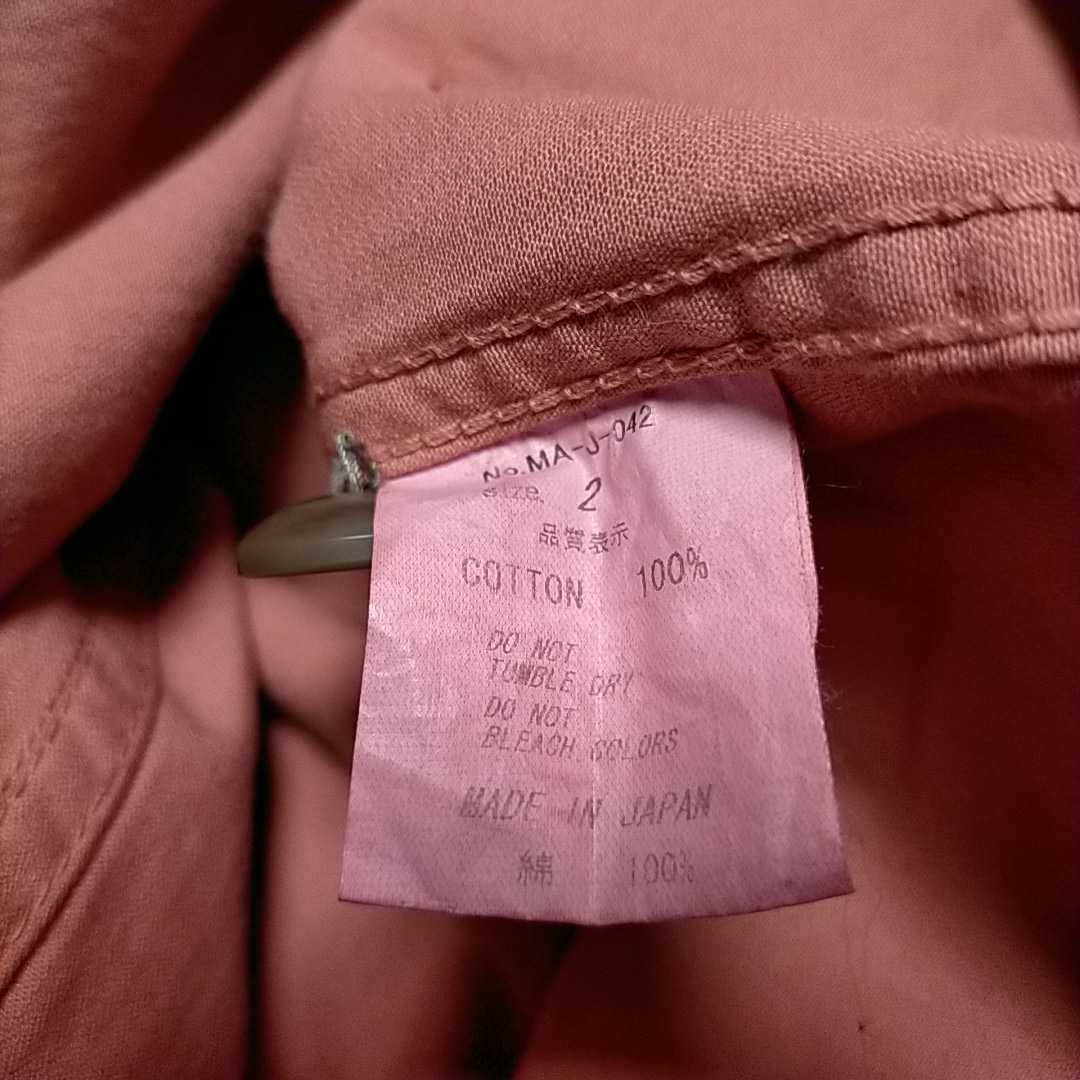 No.MA-J-042
Size 2
品質表示
COTTON 100%
DO NOT
TUMBLE DRY
DO NOT
BLEACH COLORS
MADE IN JAPAN
綿 100%